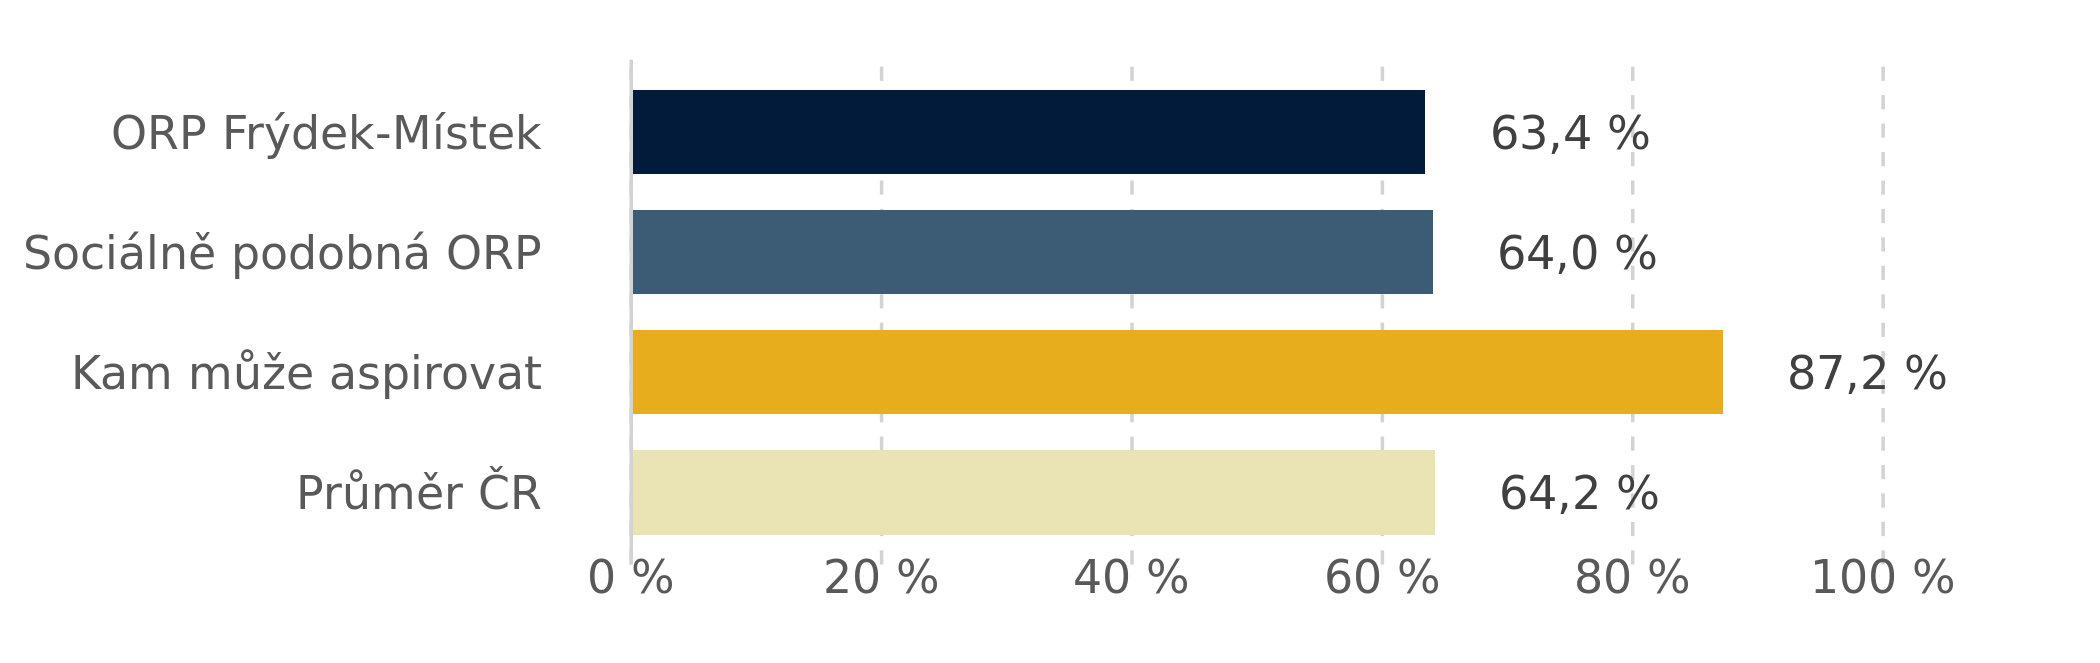 ORP Frýdek-Místek 63,4 %
Sociálně podobná ORP 64,0 %
Kam může aspirovat 87,2 %
Průměr ČR 64,2 %
0 % 20 % 40 % 60 % 80 % 100 %